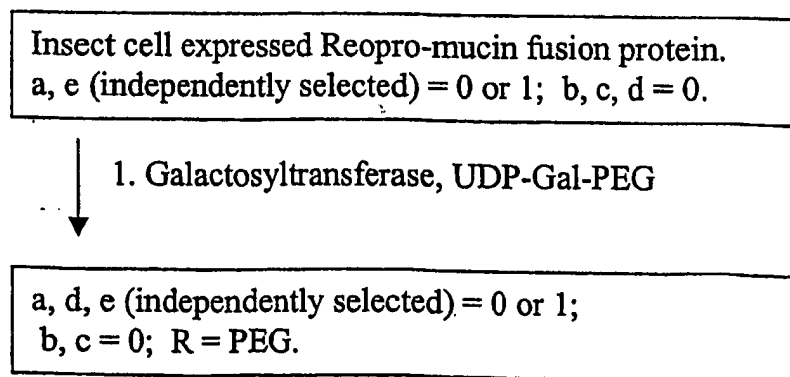 Insect cell expressed Reopro-mucin fusion protein.
a, e (independently selected) = 0 or 1; b, c, d = 0.
1. Galactosyltransferase, UDP-Gal-PEG
a, d, e (independently selected) = 0 or 1;
b, c = 0; R = PEG.